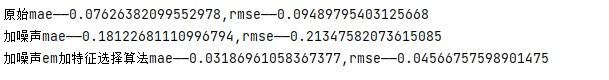 原始mae——0.07626382099552978,rmse——0.09489795403125668
加噪声mae——0.18122681110996794,rmse——0.21347582073615085
加噪声em加特征选择算法mae——0.03186961058367377,rmse——0.04566757598901475